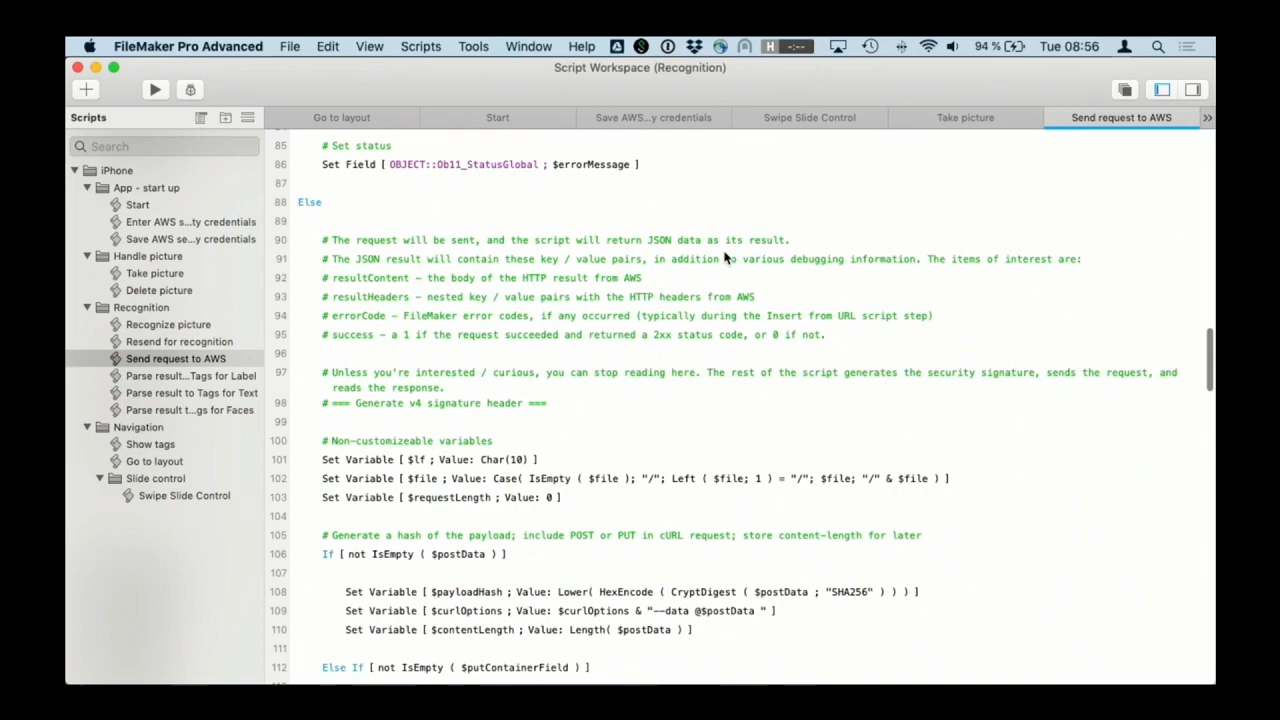 FileMaker Pro Advanced File Edit View Scripts Tools Window Help H -:-- 94 % Tue 08:56
Script Workspace (Recognition)
Scripts
Go to layout
Start
Save AWS...y credentials
Swipe Slide Control
Take picture
Send request to AWS
»
Search
iPhone
App - start up
Start
Enter AWS s...ty credentials
Save AWS se...y credentials
Handle picture
Take picture
Delete picture
Recognition
Recognize picture
Resend for recognition
Send request to AWS
Parse result...Tags for Label
Parse result to Tags for Text
Parse result t...gs for Faces
Navigation
Show tags
Go to layout
Slide control
Swipe Slide Control
85 # Set status
86 Set Field [ OBJECT::Ob11_StatusGlobal ; $errorMessage ]
87
88 Else
89
90 # The request will be sent, and the script will return JSON data as its result.
91 # The JSON result will contain these key / value pairs, in addition to various debugging information. The items of interest are:
92 # resultContent – the body of the HTTP result from AWS
93 # resultHeaders – nested key / value pairs with the HTTP headers from AWS
94 # errorCode – FileMaker error codes, if any occurred (typically during the Insert from URL script step)
95 # success – a 1 if the request succeeded and returned a 2xx status code, or 0 if not.
96
97 # Unless you're interested / curious, you can stop reading here. The rest of the script generates the security signature, sends the request, and
reads the response.
98 # === Generate v4 signature header ===
99
100 # Non-customizeable variables
101 Set Variable [ $lf ; Value: Char(10) ]
102 Set Variable [ $file ; Value: Case( IsEmpty ( $file ); "/"; Left ( $file; 1 ) = "/"; $file; "/" & $file ) ]
103 Set Variable [ $requestLength ; Value: 0 ]
104
105 # Generate a hash of the payload; include POST or PUT in cURL request; store content-length for later
106 If [ not IsEmpty ( $postData ) ]
107
108 Set Variable [ $payloadHash ; Value: Lower( HexEncode ( CryptDigest ( $postData ; "SHA256" ) ) ) ]
109 Set Variable [ $curlOptions ; Value: $curlOptions & "--data @$postData " ]
110 Set Variable [ $contentLength ; Value: Length( $postData ) ]
111
112 Else If [ not IsEmpty ( $putContainerField ) ]